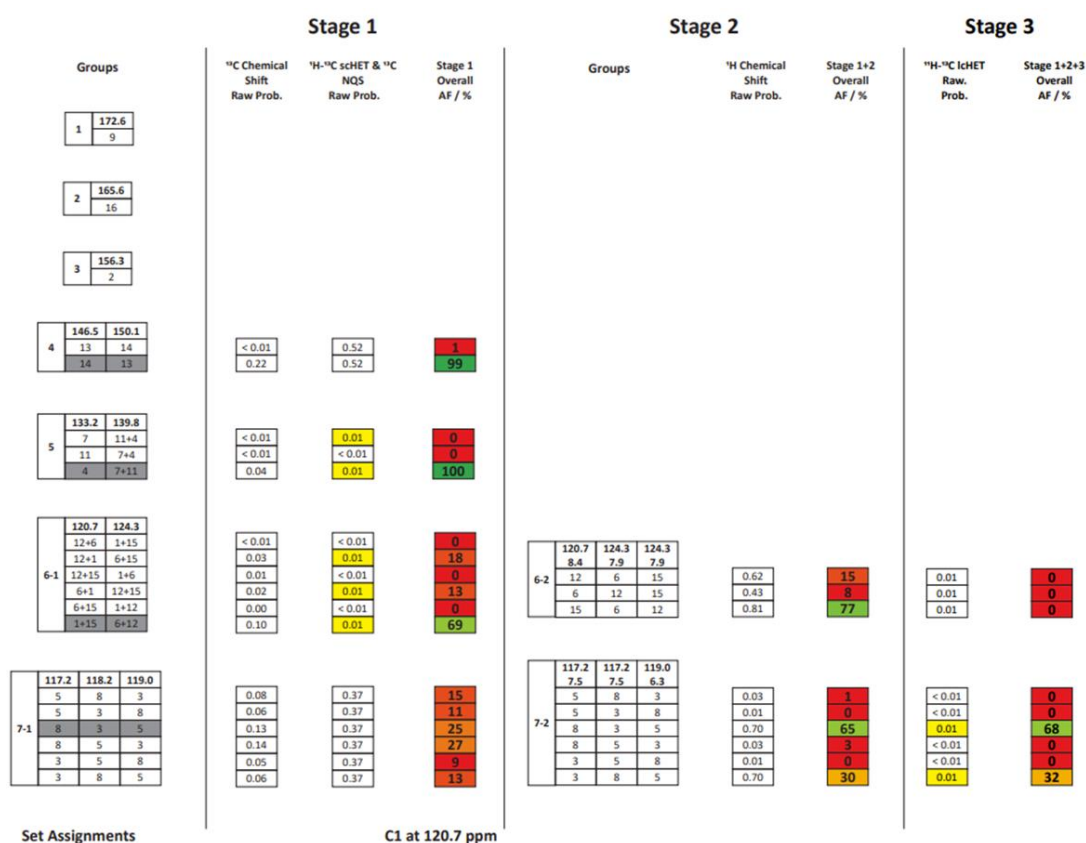 Stage 1 Stage 2 Stage 3
Groups ¹³C Chemical Shift Raw Prob. ¹H-¹³C scHET & ¹³C NQS Raw Prob. Stage 1 Overall AF / % Groups ¹H Chemical Shift Raw Prob. Stage 1+2 Overall AF / % ¹H-¹³C lcHET Raw. Prob. Stage 1+2+3 Overall AF / %
1 172.6
9
2 165.6
16
3 156.3
2
4 146.5 150.1
13 14 < 0.01 0.52 1
14 13 0.22 0.52 99
5 133.2 139.8
7 11+4 < 0.01 0.01 0
11 7+4 < 0.01 < 0.01 0
4 7+11 0.04 0.01 100
6-1 120.7 124.3
12+6 1+15 < 0.01 < 0.01 0
12+1 6+15 0.03 0.01 18
12+15 1+6 0.01 < 0.01 0
6+1 12+15 0.02 0.01 13
6+15 1+12 0.00 < 0.01 0
1+15 6+12 0.10 0.01 69
6-2 120.7 124.3 124.3
8.4 7.9 7.9
12 6 15 0.62 15 0.01 0
6 12 15 0.43 8 0.01 0
15 6 12 0.81 77 0.01 0
7-1 117.2 118.2 119.0
5 8 3 0.08 0.37 15
5 3 8 0.06 0.37 11
8 3 5 0.13 0.37 25
8 5 3 0.14 0.37 27
3 5 8 0.05 0.37 9
3 8 5 0.06 0.37 13
7-2 117.2 117.2 119.0
7.5 7.5 6.3
5 8 3 0.03 1 < 0.01 0
5 3 8 0.01 0 < 0.01 0
8 3 5 0.70 65 0.01 68
8 5 3 0.03 3 < 0.01 0
3 5 8 0.01 0 < 0.01 0
3 8 5 0.70 30 0.01 32
Set Assignments C1 at 120.7 ppm